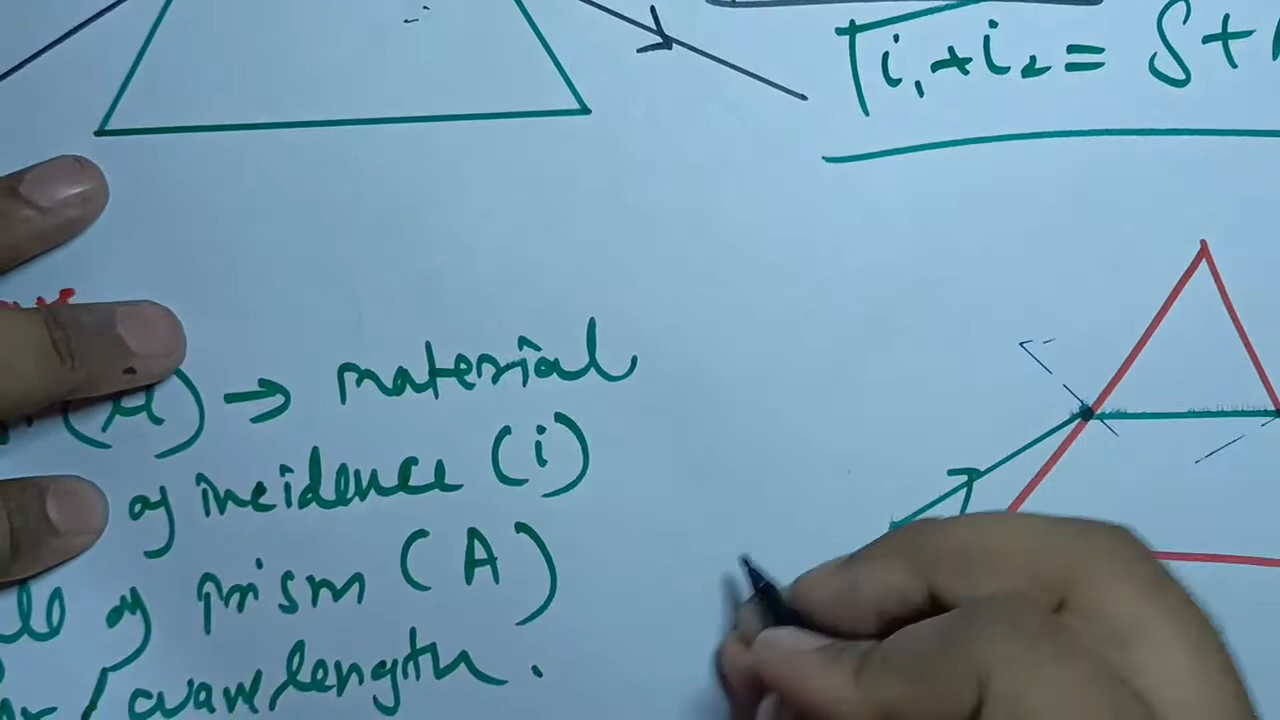 i₁+i₂= δ+
(μ) → material
of incidence (i)
of prism (A)
/wavelength.